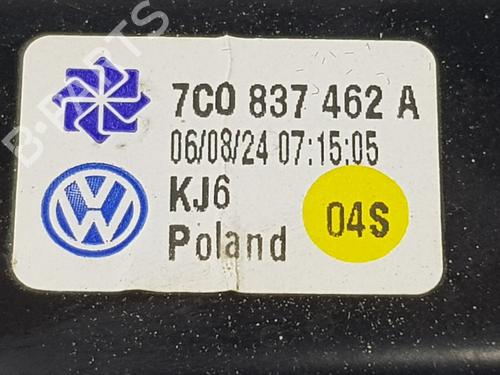 7C0 837 462 A
06/08/24 07:15:05
KJ6
Poland
04S
B-PARTS